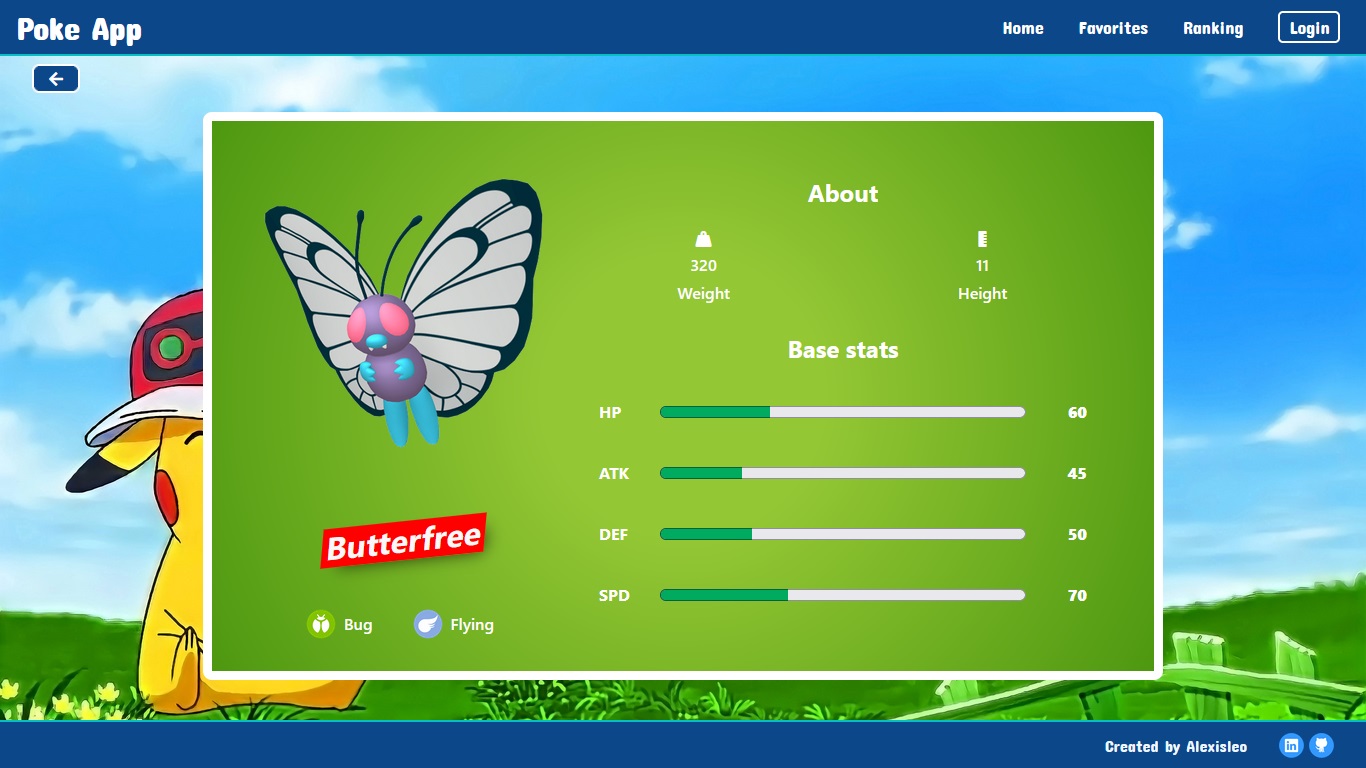 Poke App
Home Favorites Ranking Login
About
320
Weight
11
Height
Base stats
HP 60
ATK 45
DEF 50
SPD 70
Butterfree
Bug Flying
Created by Alexisleo
in